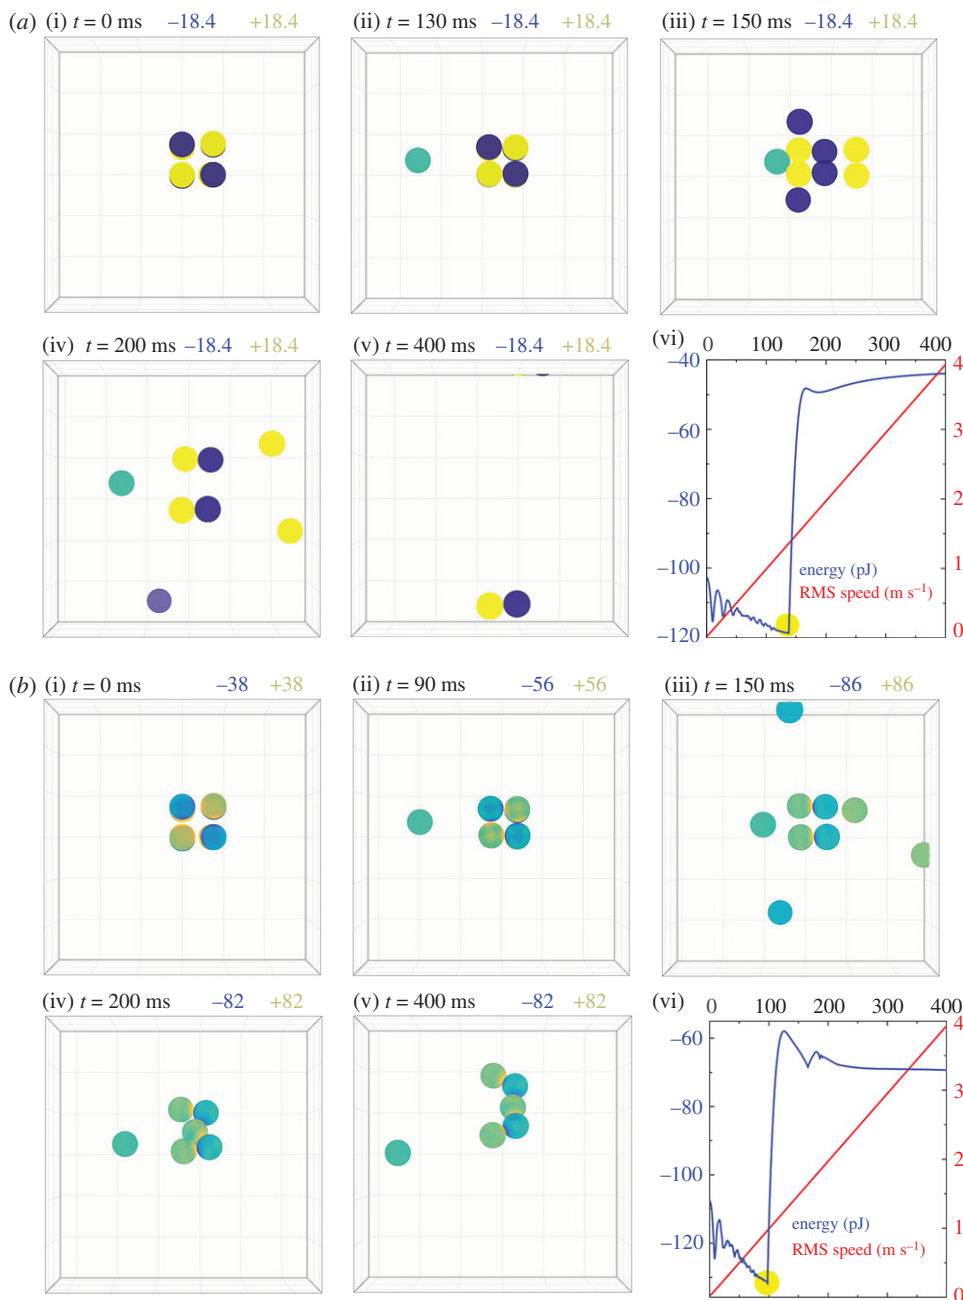 (a) (i) t = 0 ms –18.4 +18.4
(ii) t = 130 ms –18.4 +18.4
(iii) t = 150 ms –18.4 +18.4
(iv) t = 200 ms –18.4 +18.4
(v) t = 400 ms –18.4 +18.4
(vi)
0 100 200 300 400
–40
–60
–80
–100
–120
4
3
2
1
0
energy (pJ)
RMS speed (m s⁻¹)
(b) (i) t = 0 ms –38 +38
(ii) t = 90 ms –56 +56
(iii) t = 150 ms –86 +86
(iv) t = 200 ms –82 +82
(v) t = 400 ms –82 +82
(vi)
0 100 200 300 400
–60
–80
–100
–120
4
3
2
1
0
energy (pJ)
RMS speed (m s⁻¹)